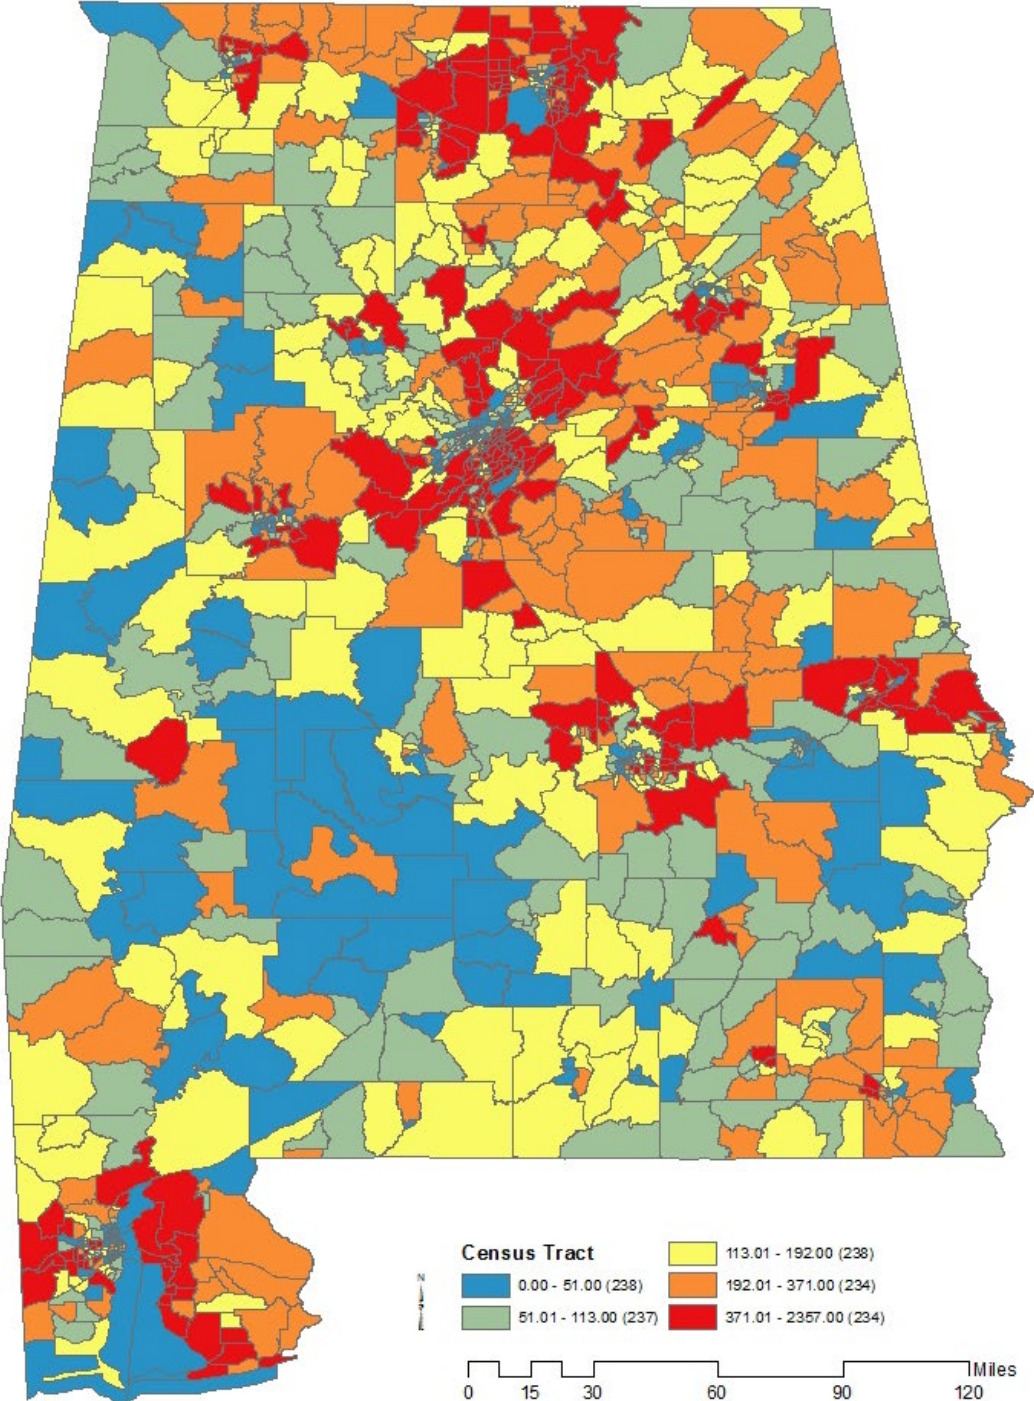 Census Tract
0.00 - 51.00 (238)
51.01 - 113.00 (237)
113.01 - 192.00 (238)
192.01 - 371.00 (234)
371.01 - 2357.00 (234)
N
Miles
0 15 30 60 90 120